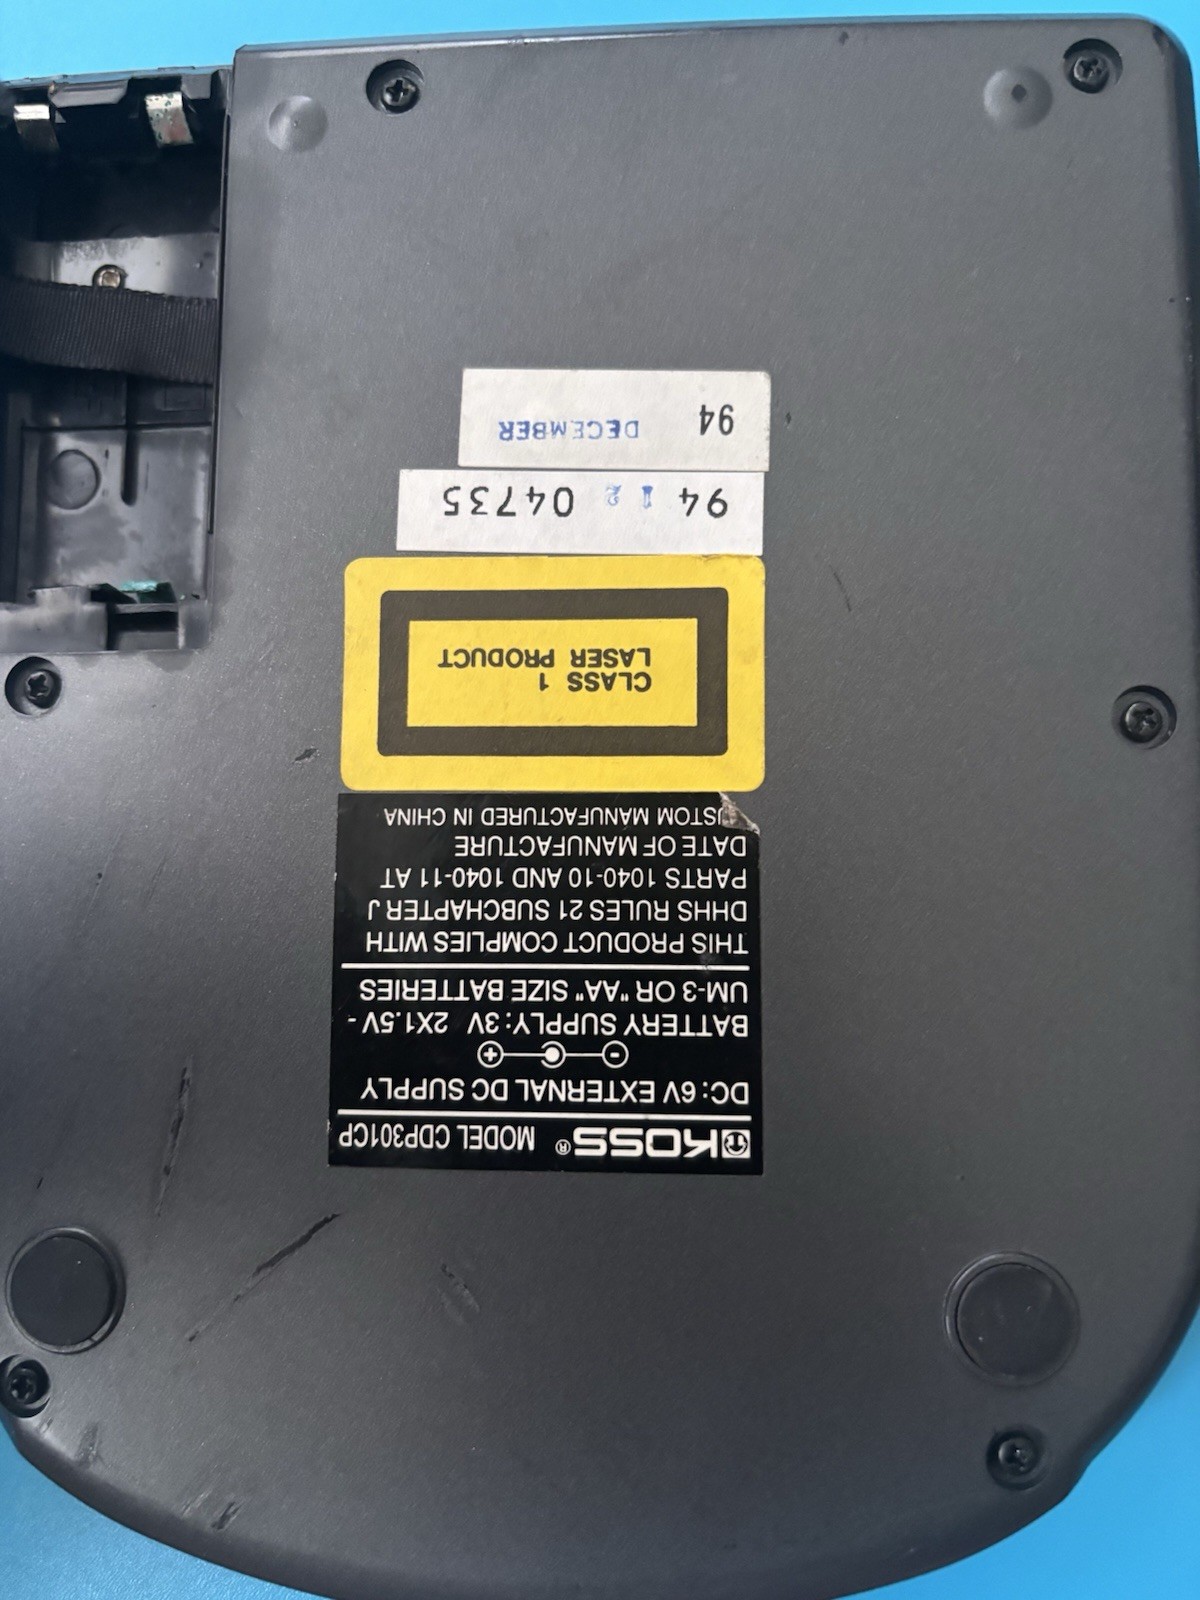 KOSS® MODEL CDP301CP
DC: 6V EXTERNAL DC SUPPLY
- +
BATTERY SUPPLY: 3V 2X1.5V -
UM-3 OR "AA" SIZE BATTERIES
THIS PRODUCT COMPLIES WITH
DHHS RULES 21 SUBCHAPTER J
PARTS 1040-10 AND 1040-11 AT
DATE OF MANUFACTURE
USTOM MANUFACTURED IN CHINA
CLASS 1
LASER PRODUCT
94 12 04735
94 DECEMBER